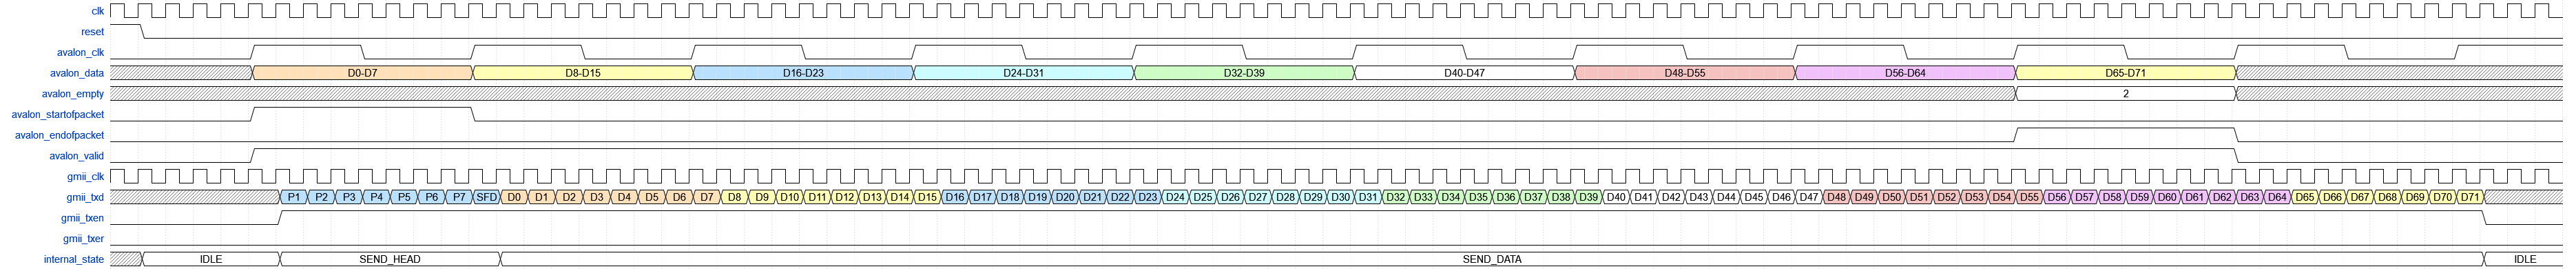 clk
reset
avalon_clk
avalon_data D0-D7 D8-D15 D16-D23 D24-D31 D32-D39 D40-D47 D48-D55 D56-D64 D65-D71
avalon_empty 2
avalon_startofpacket
avalon_endofpacket
avalon_valid
gmii_clk
gmii_txd P1 P2 P3 P4 P5 P6 P7 SFD D0 D1 D2 D3 D4 D5 D6 D7 D8 D9 D10 D11 D12 D13 D14 D15 D16 D17 D18 D19 D20 D21 D22 D23 D24 D25 D26 D27 D28 D29 D30 D31 D32 D33 D34 D35 D36 D37 D38 D39 D40 D41 D42 D43 D44 D45 D46 D47 D48 D49 D50 D51 D52 D53 D54 D55 D56 D57 D58 D59 D60 D61 D62 D63 D64 D65 D66 D67 D68 D69 D70 D71
gmii_txen
gmii_txer
internal_state IDLE SEND_HEAD SEND_DATA IDLE